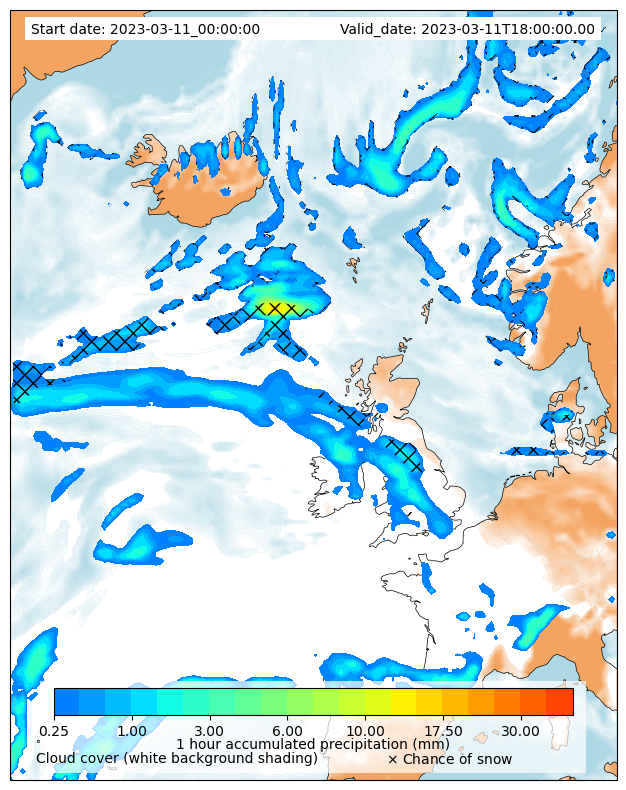 Start date: 2023-03-11_00:00:00 Valid_date: 2023-03-11T18:00:00.00
0.25 1.00 3.00 6.00 10.00 17.50 30.00
1 hour accumulated precipitation (mm)
Cloud cover (white background shading) × Chance of snow